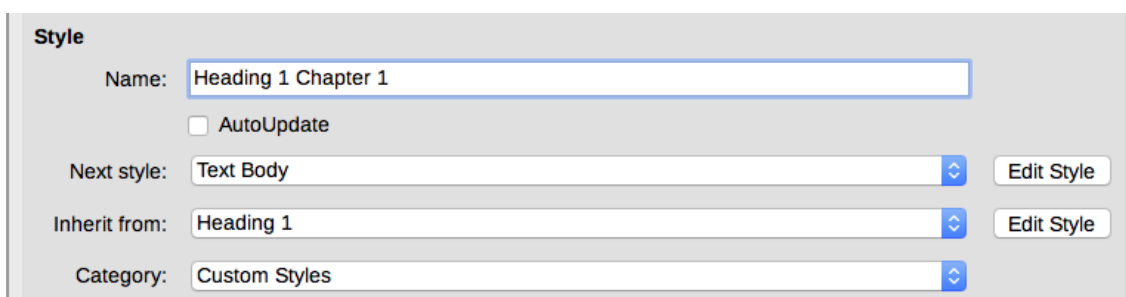 Style
Name: Heading 1 Chapter 1
AutoUpdate
Next style: Text Body Edit Style
Inherit from: Heading 1 Edit Style
Category: Custom Styles